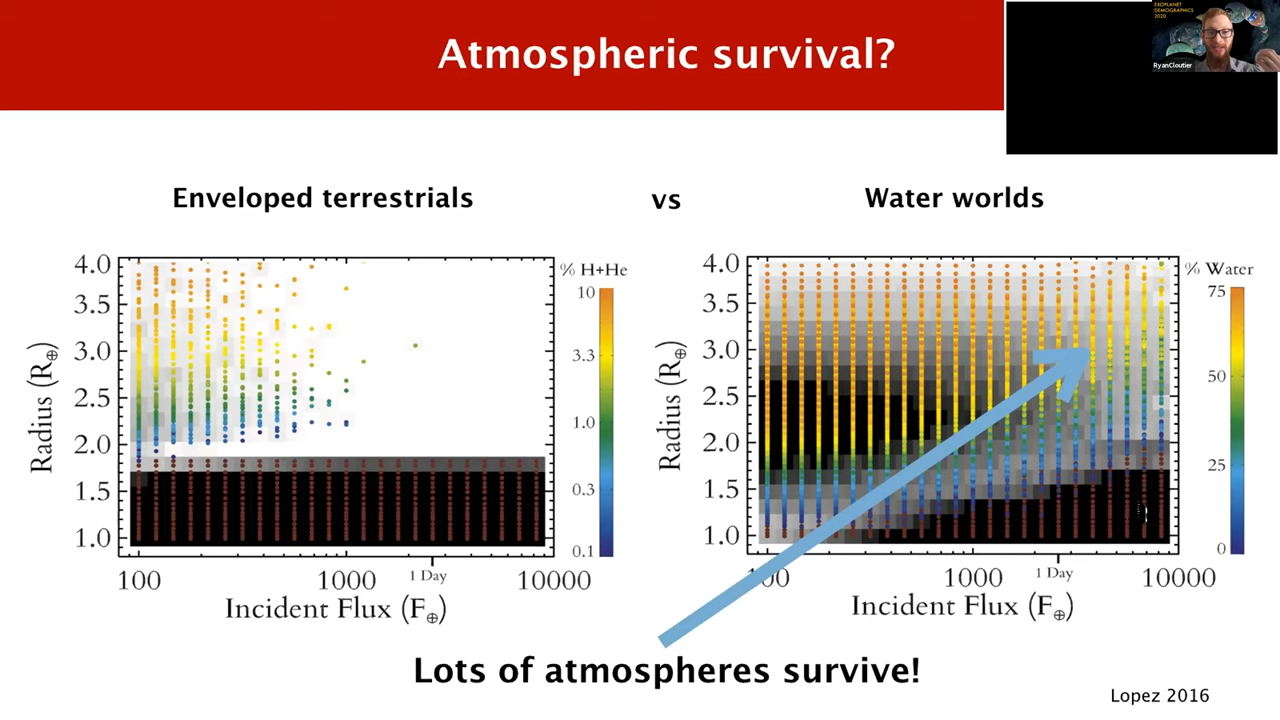 Atmospheric survival?
EXOPLANET
DEMOGRAPHICS
2020
RyanCloutier
Enveloped terrestrials
vs
Water worlds
4.0
3.5
3.0
2.5
2.0
1.5
1.0
Radius (R⊕)
100
1000
1 Day
10000
Incident Flux (F⊕)
% H+He
10
3.3
1.0
0.3
0.1
4.0
3.5
3.0
2.5
2.0
1.5
1.0
Radius (R⊕)
100
1000
1 Day
10000
Incident Flux (F⊕)
% Water
75
50
25
0
Lots of atmospheres survive!
Lopez 2016